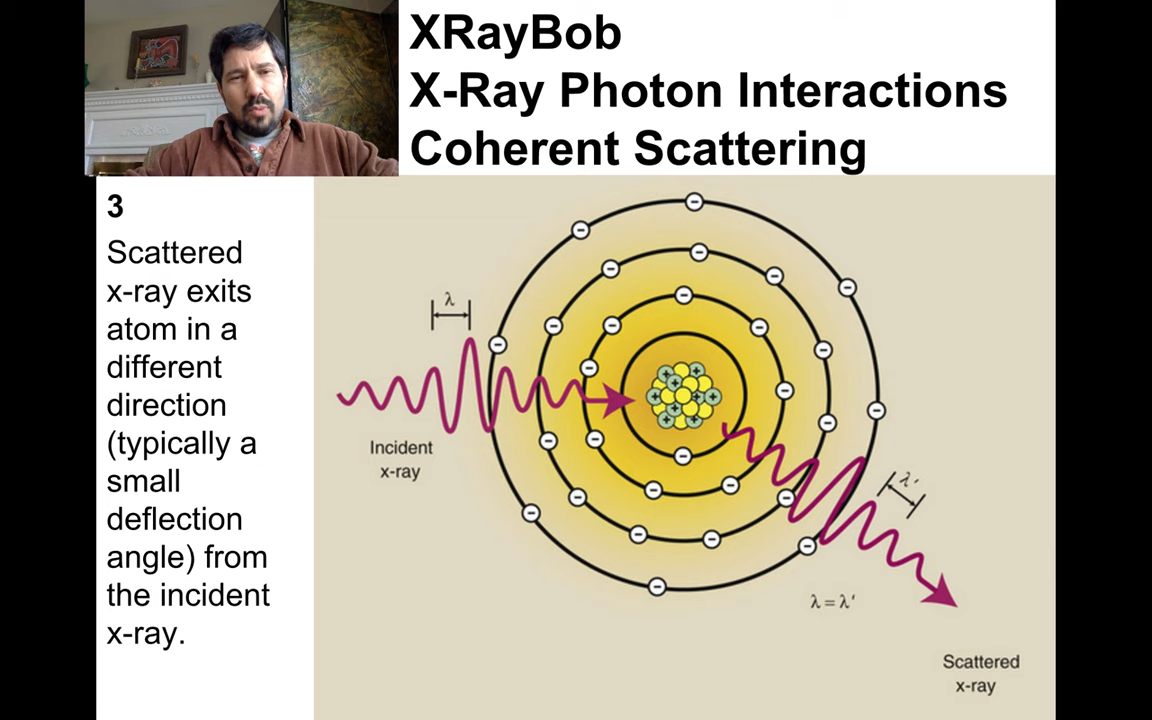 XRayBob
X-Ray Photon Interactions
Coherent Scattering
3
Scattered
x-ray exits
atom in a
different
direction
(typically a
small
deflection
angle) from
the incident
x-ray.
λ
Incident
x-ray
λ′
λ = λ′
Scattered
x-ray